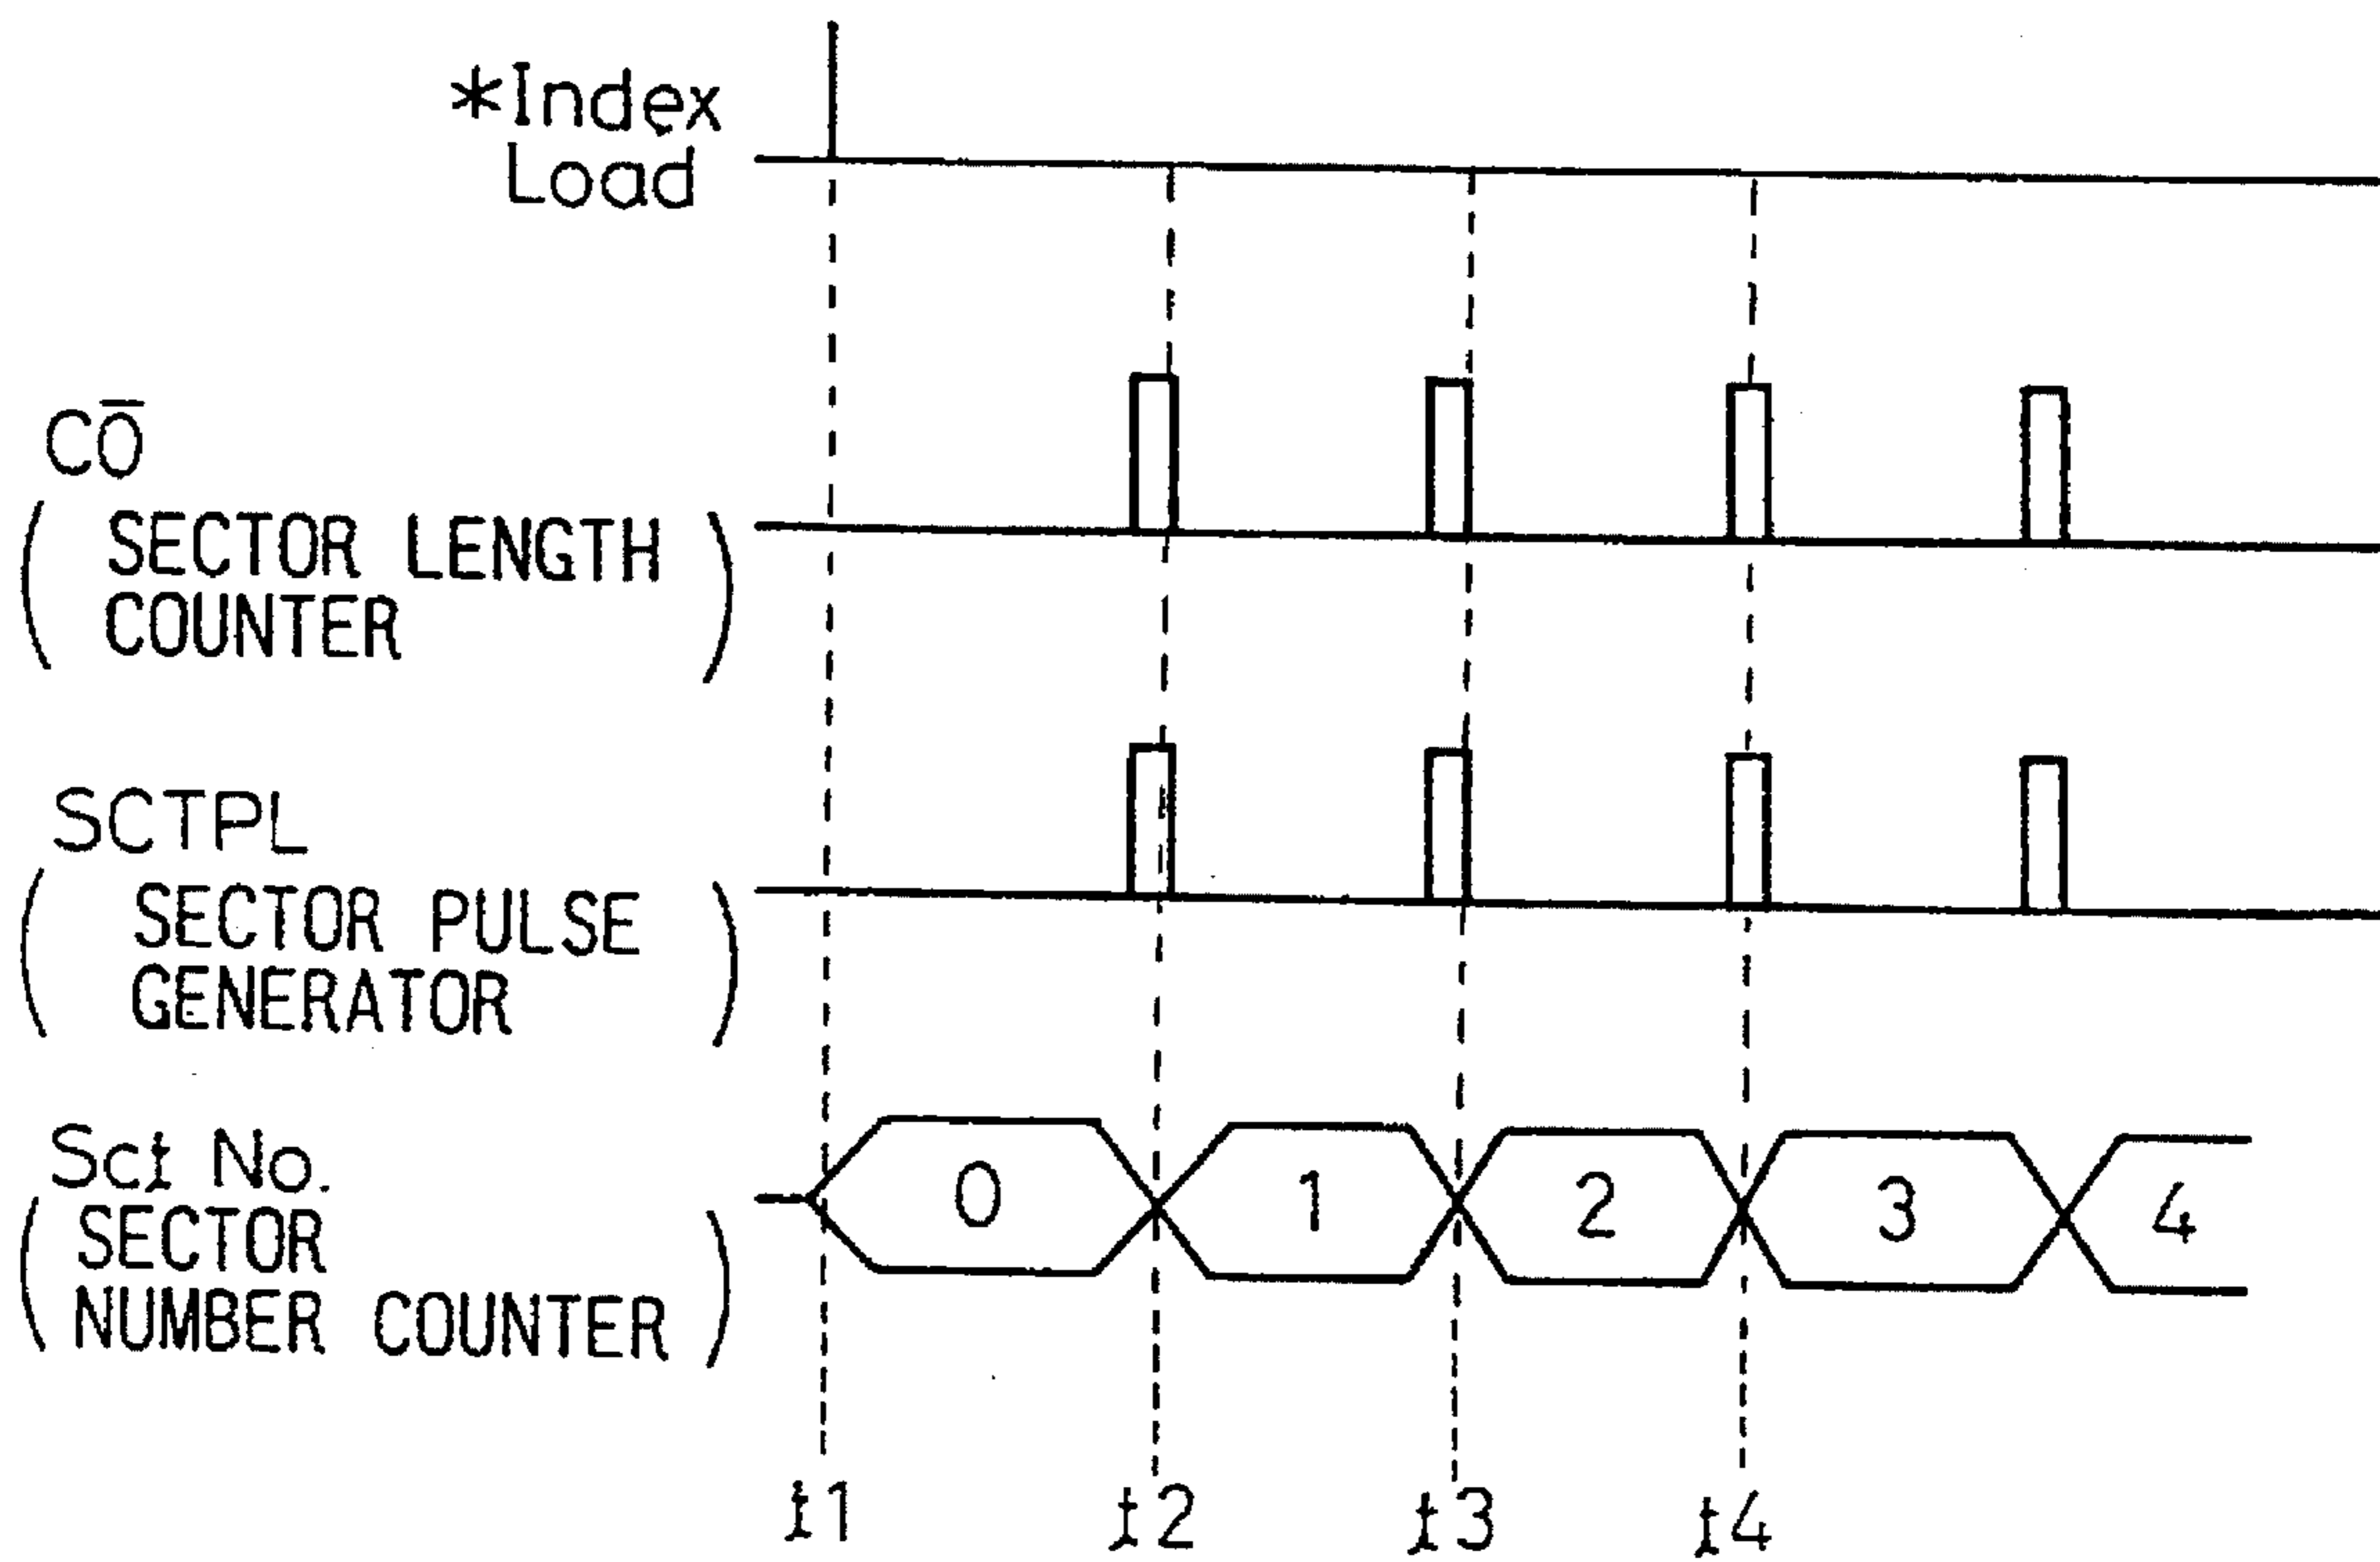 *Index
Load
CŌ
( SECTOR LENGTH
COUNTER )
SCTPL
( SECTOR PULSE
GENERATOR )
Sct No.
( SECTOR
NUMBER COUNTER )
0 1 2 3 4
t1 t2 t3 t4